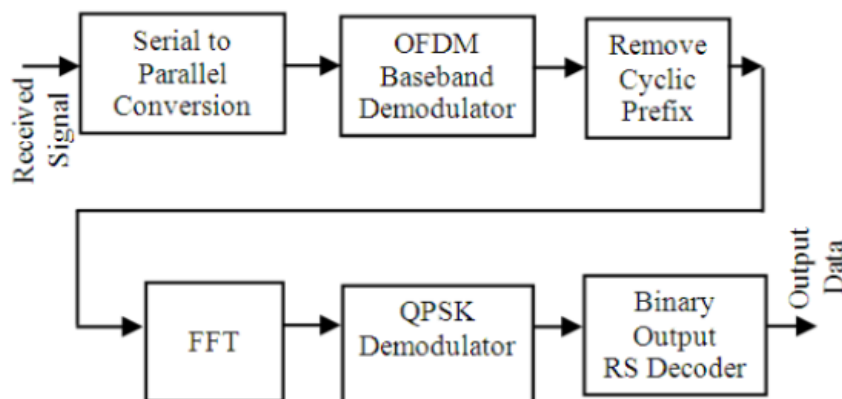 Received
Signal
Serial to
Parallel
Conversion
OFDM
Baseband
Demodulator
Remove
Cyclic
Prefix
FFT
QPSK
Demodulator
Binary
Output
RS Decoder
Output
Data